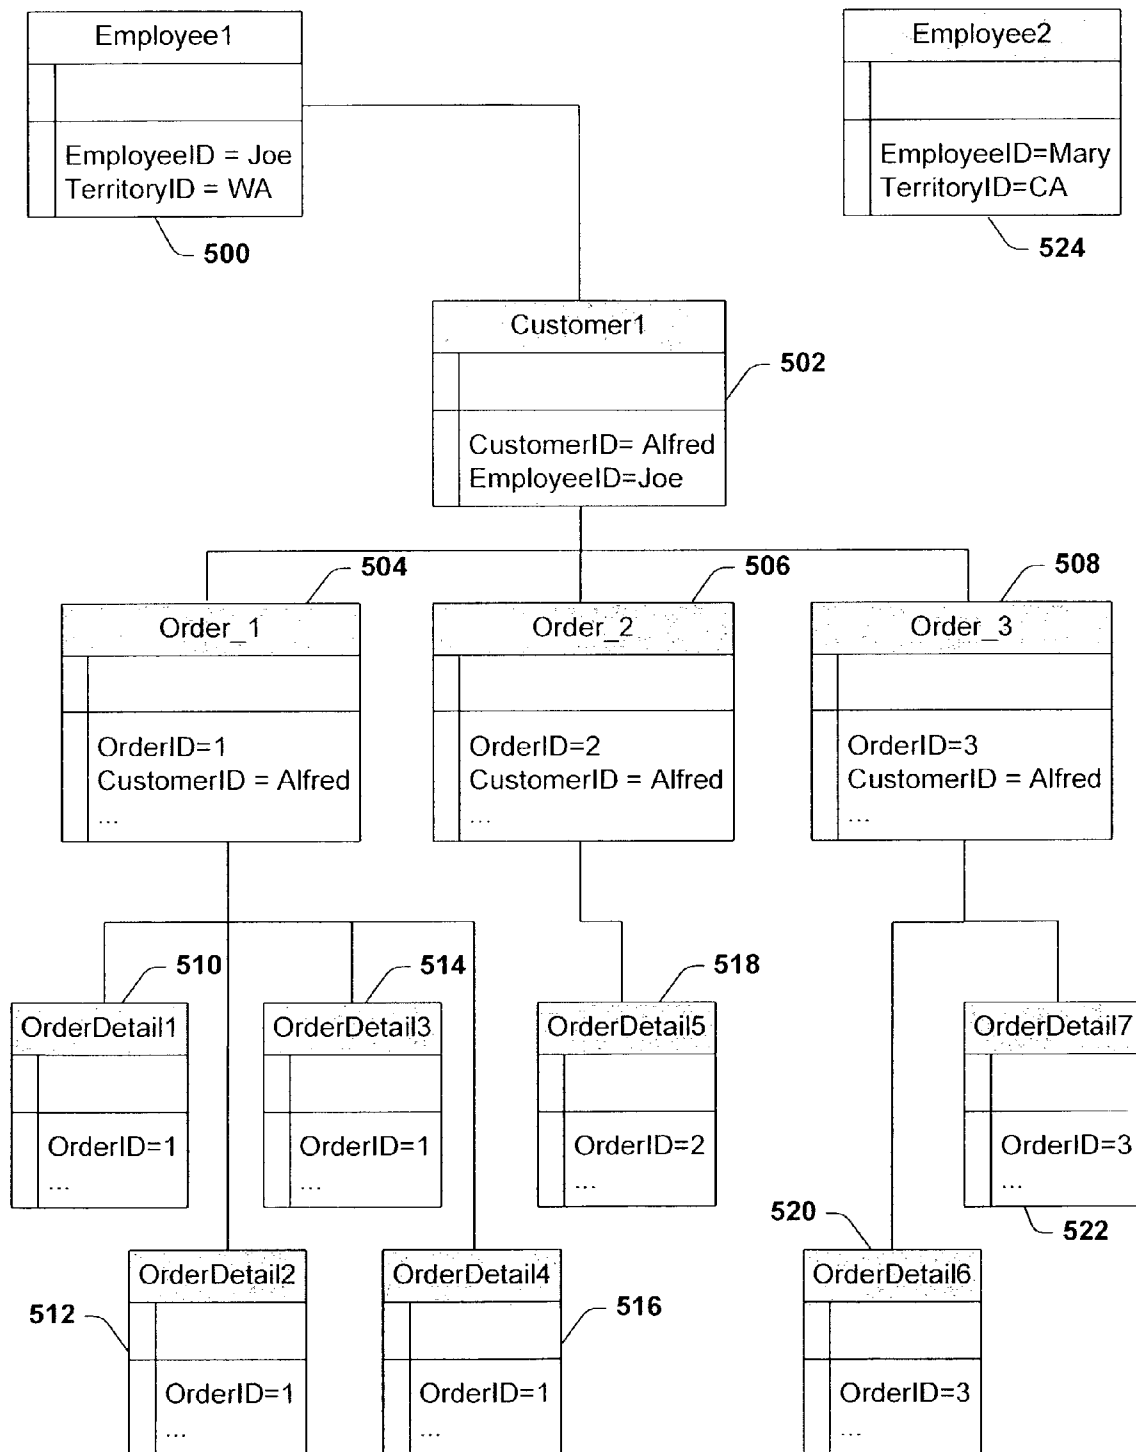 Employee1
EmployeeID = Joe
TerritoryID = WA
500
Employee2
EmployeeID=Mary
TerritoryID=CA
524
Customer1
CustomerID= Alfred
EmployeeID=Joe
502
504
Order_1
OrderID=1
CustomerID = Alfred
...
506
Order_2
OrderID=2
CustomerID = Alfred
...
508
Order_3
OrderID=3
CustomerID = Alfred
...
510
OrderDetail1
OrderID=1
...
514
OrderDetail3
OrderID=1
...
518
OrderDetail5
OrderID=2
...
OrderDetail7
OrderID=3
...
522
512
OrderDetail2
OrderID=1
...
OrderDetail4
516
OrderID=1
...
520
OrderDetail6
OrderID=3
...